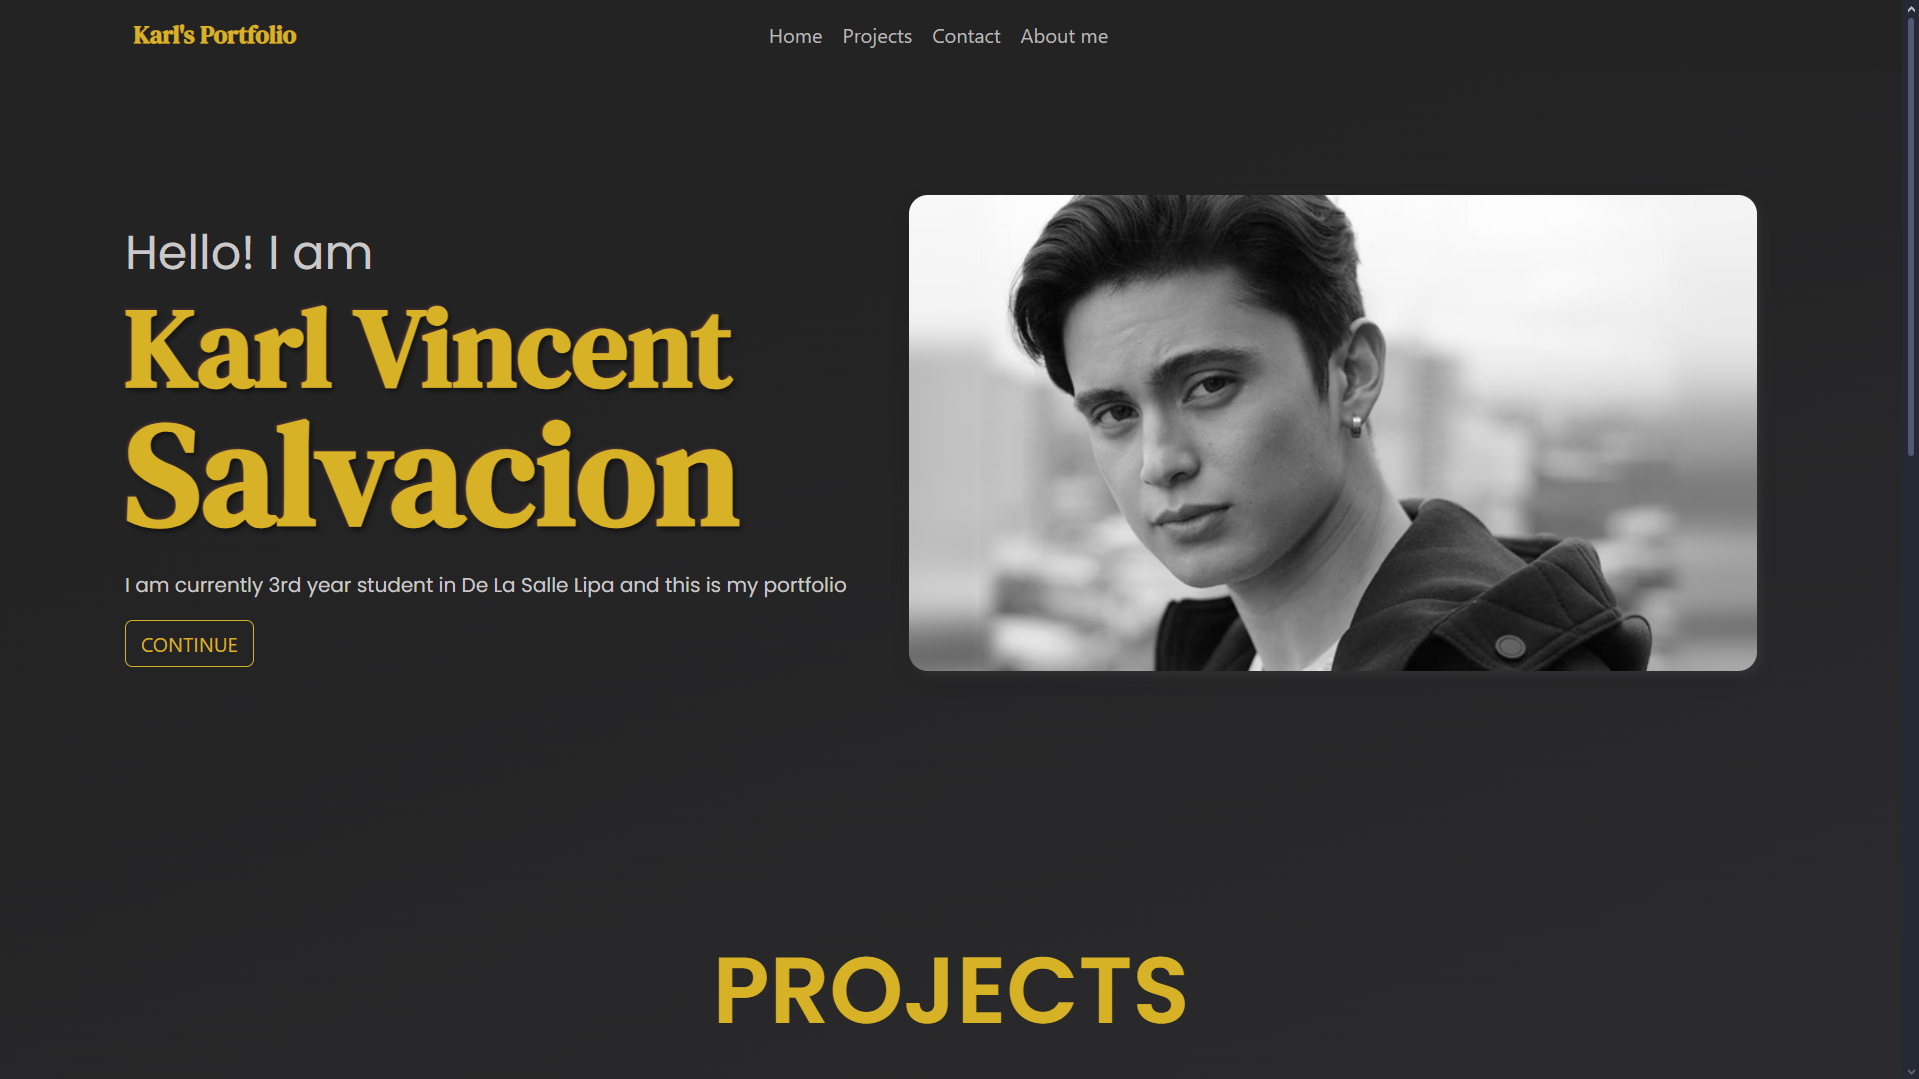 Karl's Portfolio
Home Projects Contact About me
Hello! I am
Karl Vincent
Salvacion
I am currently 3rd year student in De La Salle Lipa and this is my portfolio
CONTINUE
PROJECTS